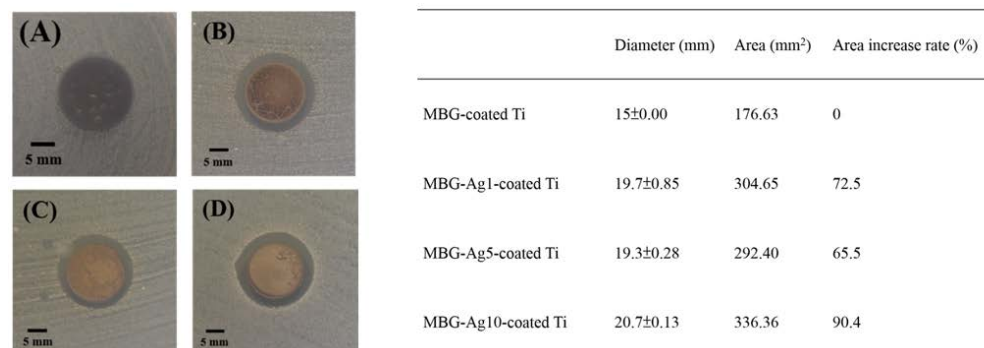 (A)
5 mm
(B)
5 mm
(C)
5 mm
(D)
5 mm
Diameter (mm) Area (mm²) Area increase rate (%)
MBG-coated Ti 15±0.00 176.63 0
MBG-Ag1-coated Ti 19.7±0.85 304.65 72.5
MBG-Ag5-coated Ti 19.3±0.28 292.40 65.5
MBG-Ag10-coated Ti 20.7±0.13 336.36 90.4